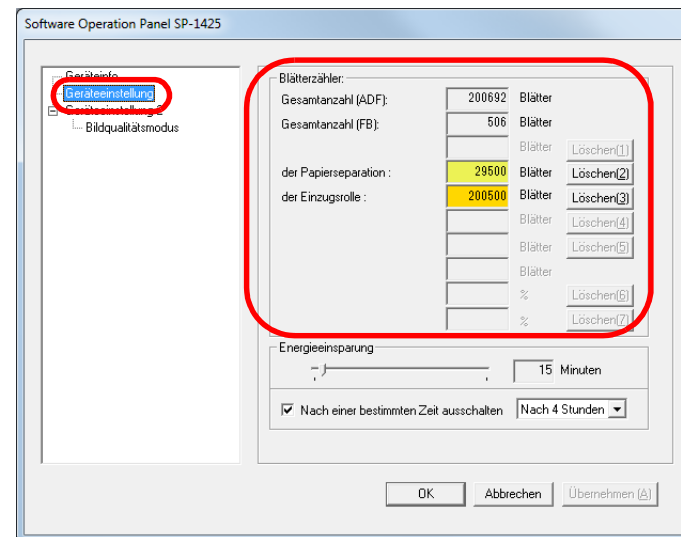 Software Operation Panel SP-1425
Geräteinfo
Geräteeinstellung
Geräteeinstellung 2
Bildqualitätsmodus
Blätterzähler:
Gesamtanzahl (ADF): 200692 Blätter
Gesamtanzahl (FB): 506 Blätter
Blätter Löschen(1)
der Papierseparation : 29500 Blätter Löschen(2)
der Einzugsrolle : 200500 Blätter Löschen(3)
Blätter Löschen(4)
Blätter Löschen(5)
Blätter
% Löschen(6)
% Löschen(7)
Energieeinsparung
15 Minuten
Nach einer bestimmten Zeit ausschalten Nach 4 Stunden
OK Abbrechen Übernehmen (A)